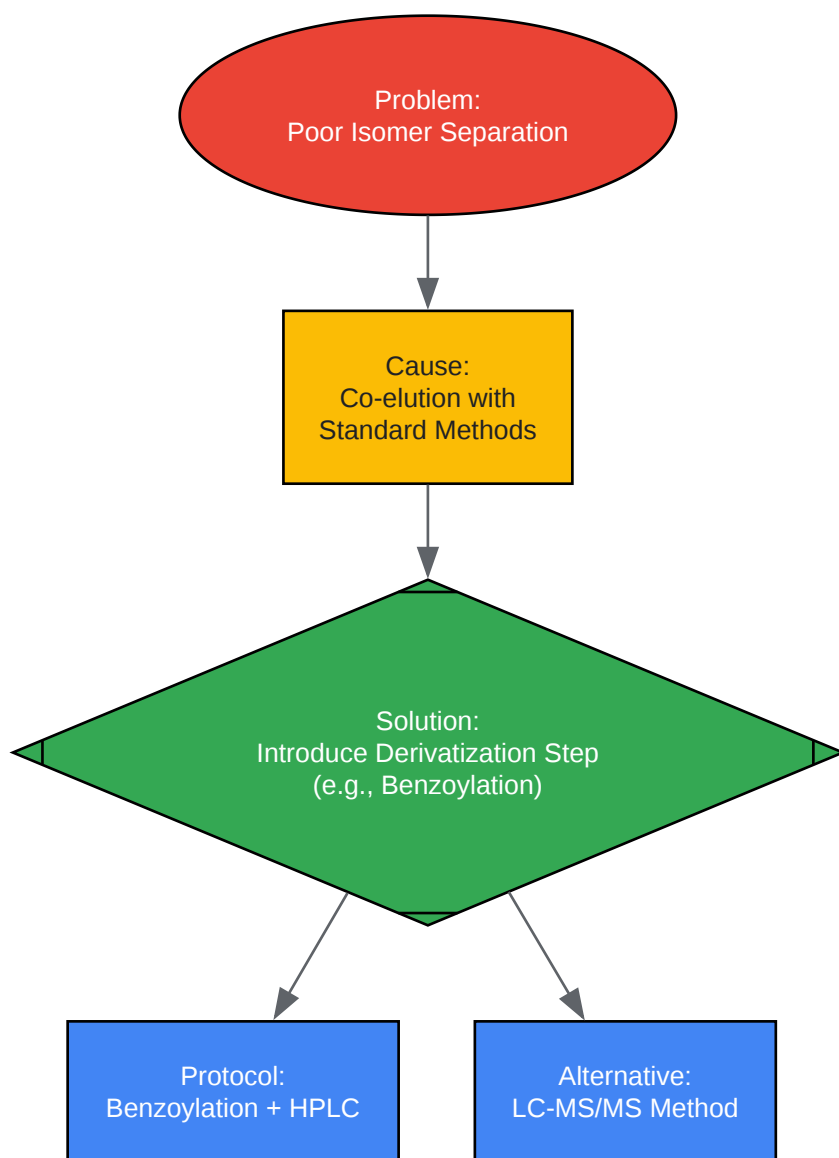 Problem:
Poor Isomer Separation
Cause:
Co-elution with
Standard Methods
Solution:
Introduce Derivatization Step
(e.g., Benzoylation)
Protocol:
Benzoylation + HPLC
Alternative:
LC-MS/MS Method